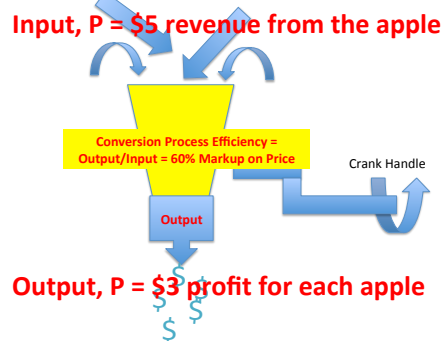 Input, P = $5 revenue from the apple
Conversion Process Efficiency =
Output/Input = 60% Markup on Price
Crank Handle
Output
Output, P = $3 profit for each apple
$
$
$
$